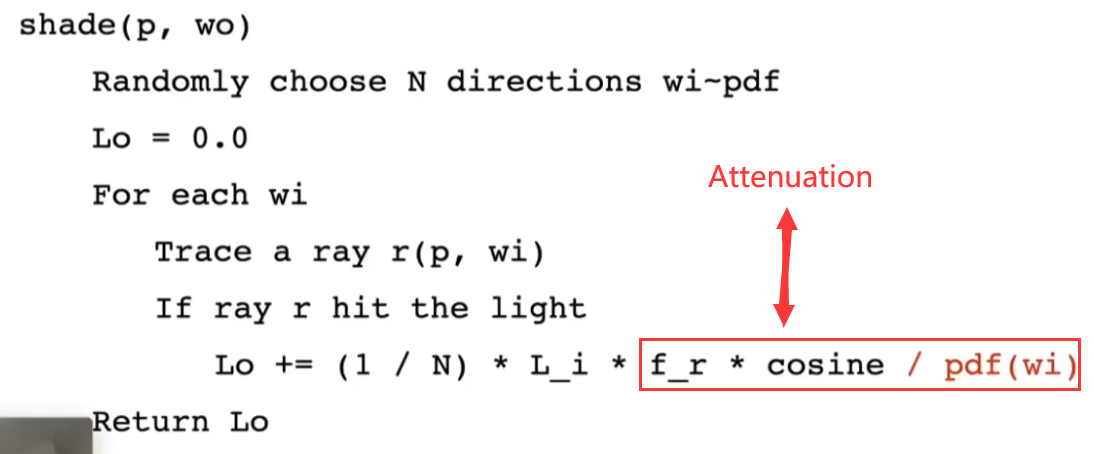 shade(p, wo)
Randomly choose N directions wi~pdf
Lo = 0.0
Attenuation
For each wi
Trace a ray r(p, wi)
If ray r hit the light
Lo += (1 / N) * L_i * f_r * cosine / pdf(wi)
Return Lo